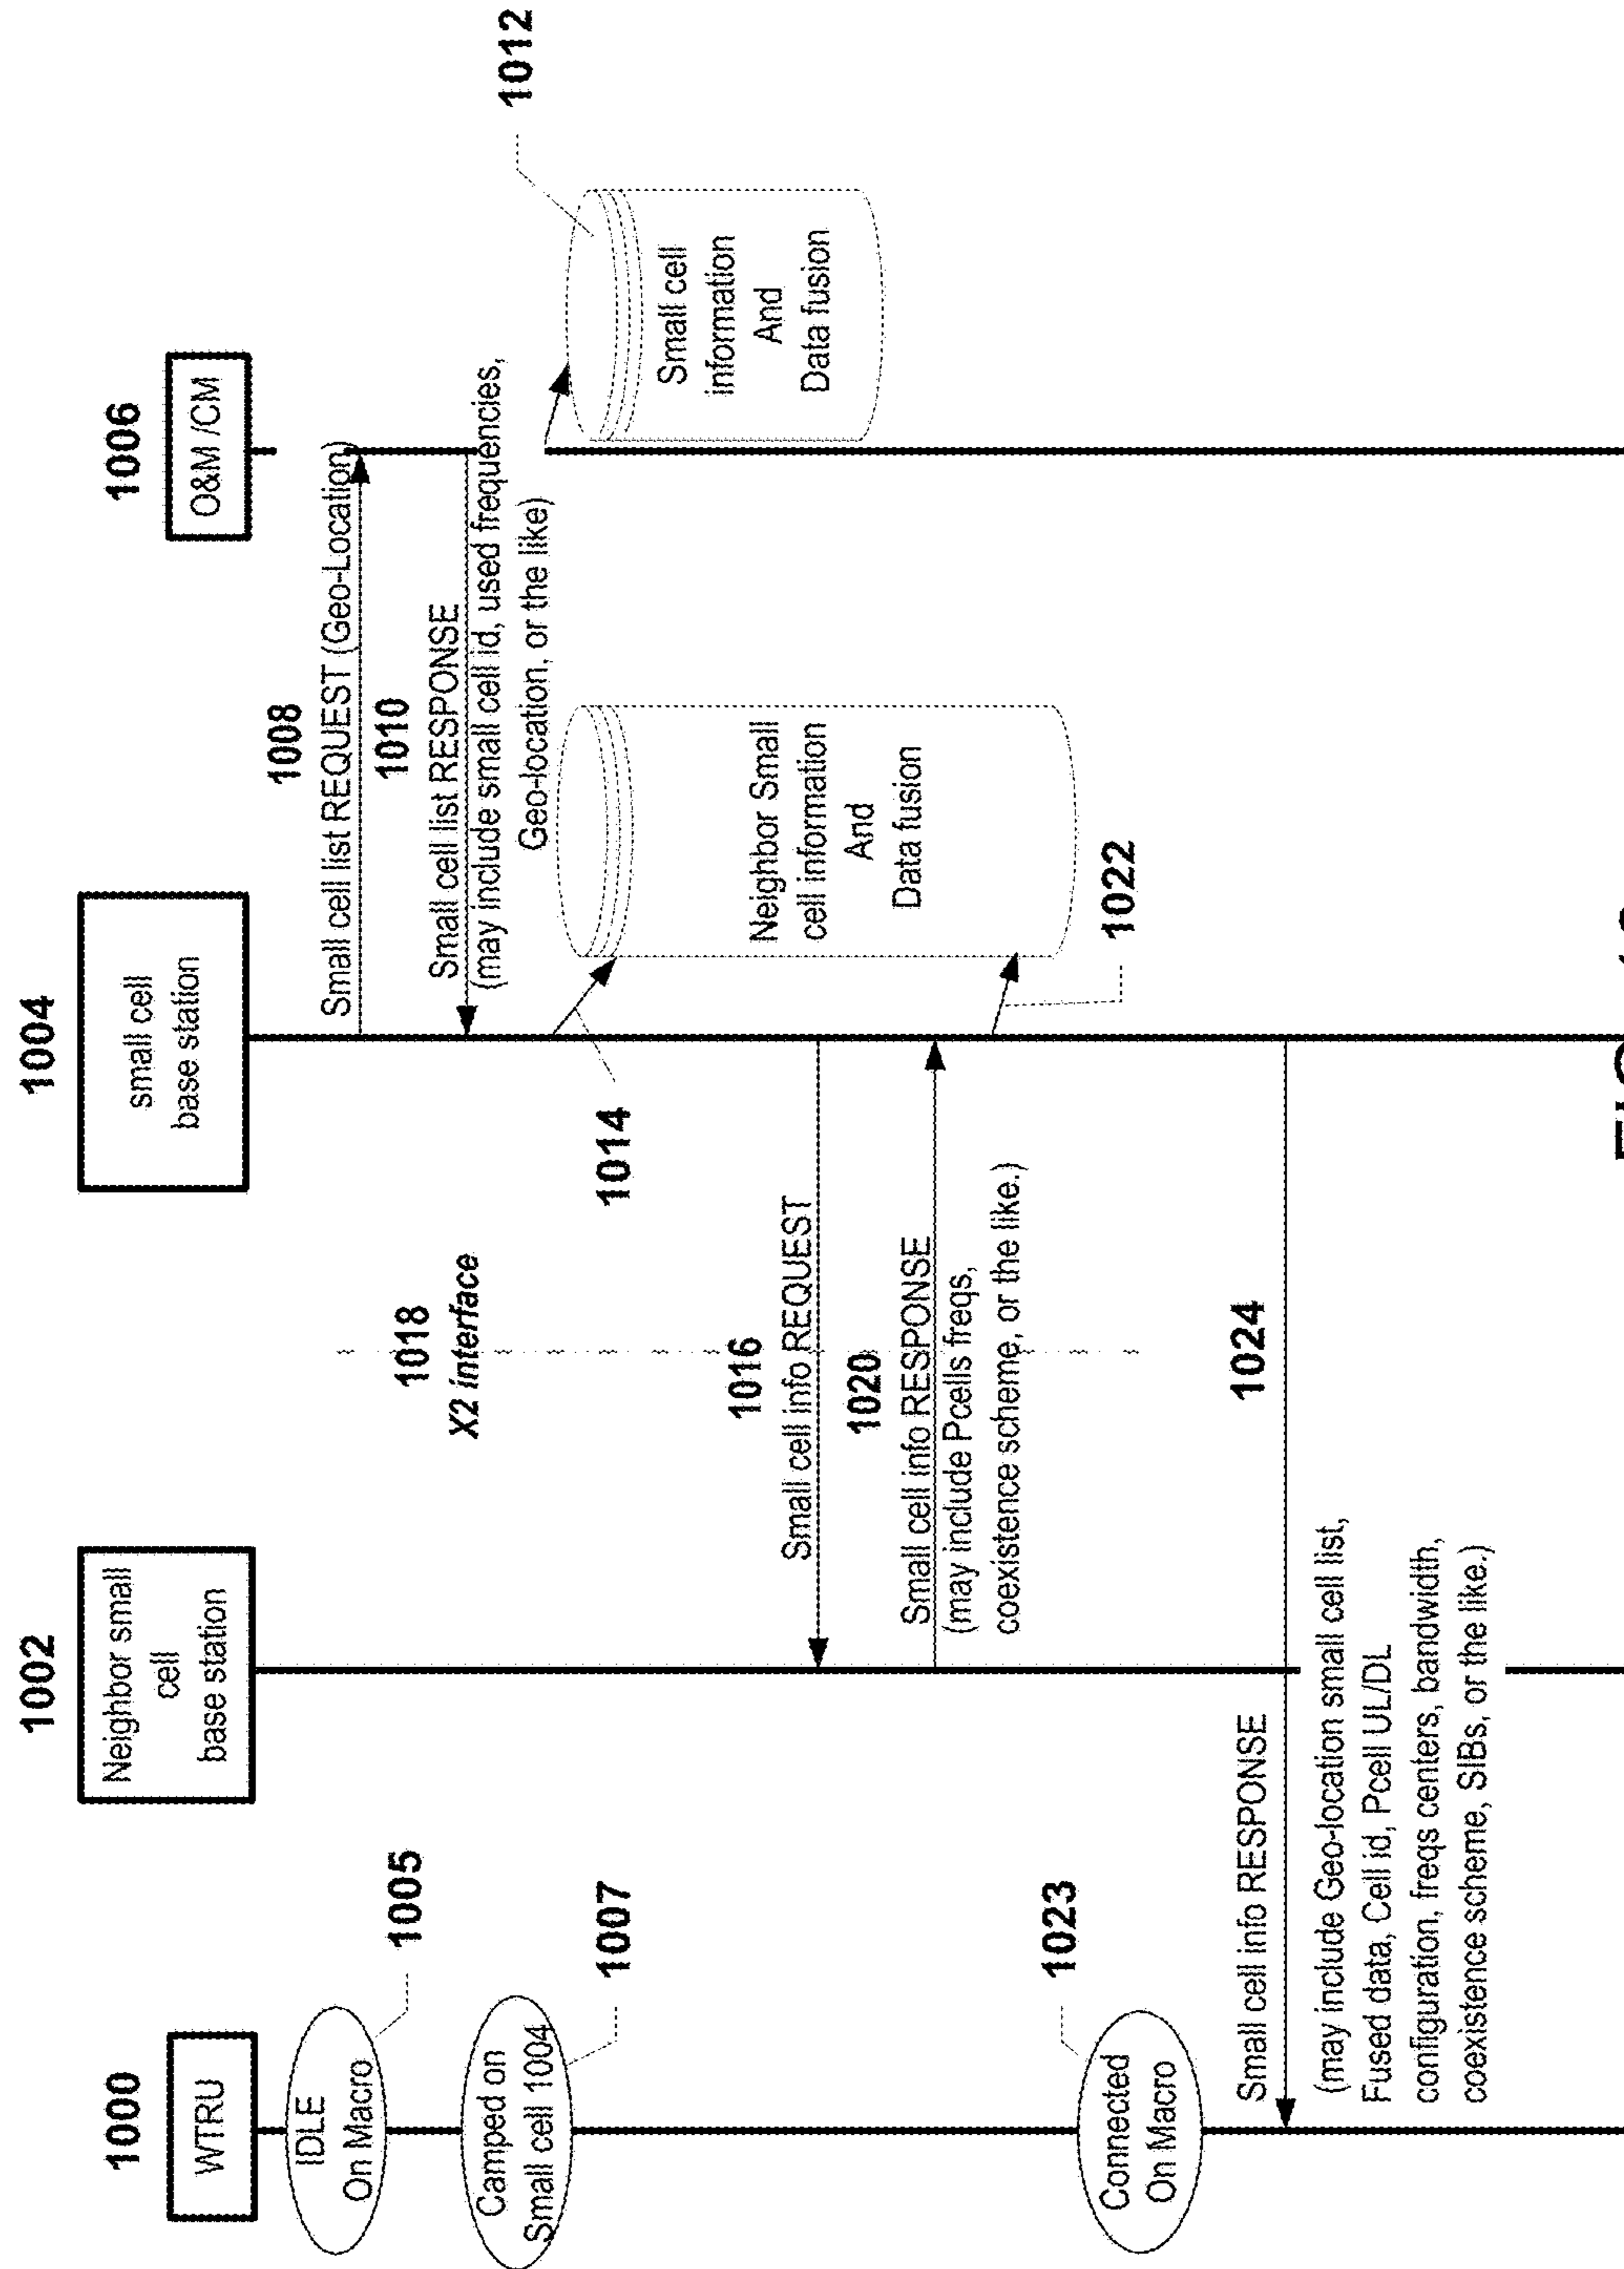 1000
WTRU
1002
Neighbor small
cell
base station
1004
small cell
base station
1006
O&M /CM
IDLE
On Macro
1005
Camped on
Small cell 1004
1007
1008
Small cell list REQUEST (Geo-Location)
1010
Small cell list RESPONSE
(may include small cell id, used frequencies,
Geo-location, or the like)
1012
Small cell
information
And
Data fusion
1014
Neighbor Small
cell information
And
Data fusion
1018
X2 interface
1016
Small cell info REQUEST
1020
Small cell info RESPONSE
(may include Pcells freqs,
coexistence scheme, or the like.)
1022
1023
Connected
On Macro
1024
Small cell info RESPONSE
(may include Geo-location small cell list,
Fused data, Cell id, Pcell UL/DL
configuration, freqs centers, bandwidth,
coexistence scheme, SIBs, or the like.)